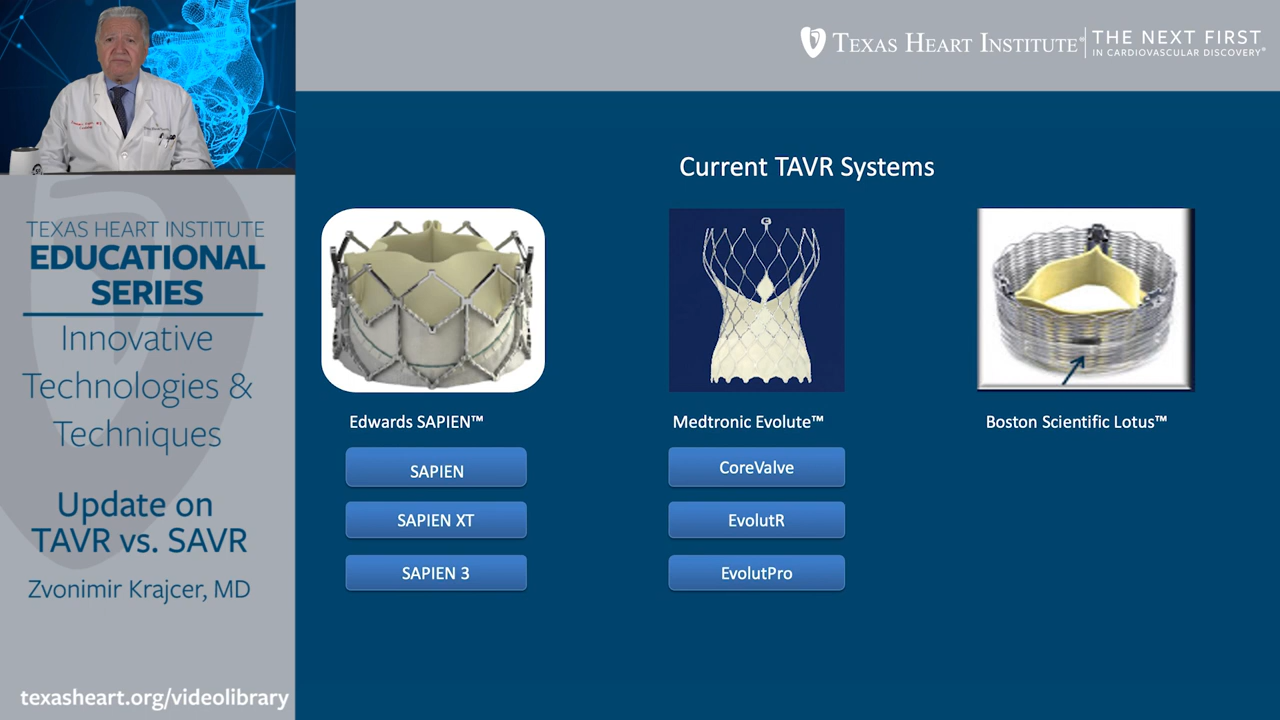 TEXAS HEART INSTITUTE®
THE NEXT FIRST
IN CARDIOVASCULAR DISCOVERY®
TEXAS HEART INSTITUTE
EDUCATIONAL
SERIES
Innovative
Technologies &
Techniques
Update on
TAVR vs. SAVR
Zvonimir Krajcer, MD
texasheart.org/videolibrary
Current TAVR Systems
Edwards SAPIEN™
SAPIEN
SAPIEN XT
SAPIEN 3
Medtronic Evolute™
CoreValve
EvolutR
EvolutPro
Boston Scientific Lotus™